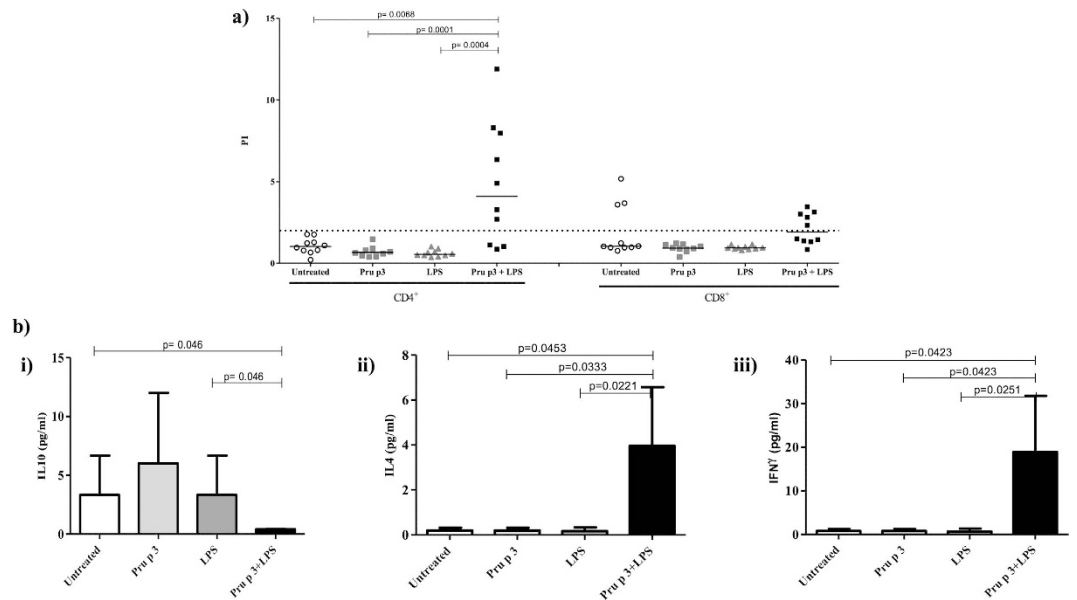 a)
p= 0.0068
p= 0.0001
p= 0.0004
15
10
5
0
PI
Untreated Pru p3 LPS Pru p3 + LPS Untreated Pru p3 LPS Pru p3 + LPS
CD4+ CD8+
b)
i)
p= 0.046
p= 0.046
15
10
5
0
IL10 (pg/ml)
Untreated Pru p 3 LPS Pru p 3+LPS
ii)
p=0.0453
p=0.0333
p=0.0221
8
6
4
2
0
IL4 (pg/ml)
Untreated Pru p 3 LPS Pru p 3+LPS
iii)
p=0.0423
p=0.0423
p=0.0251
40
30
20
10
0
IFNγ (pg/ml)
Untreated Pru p 3 LPS Pru p 3+LPS